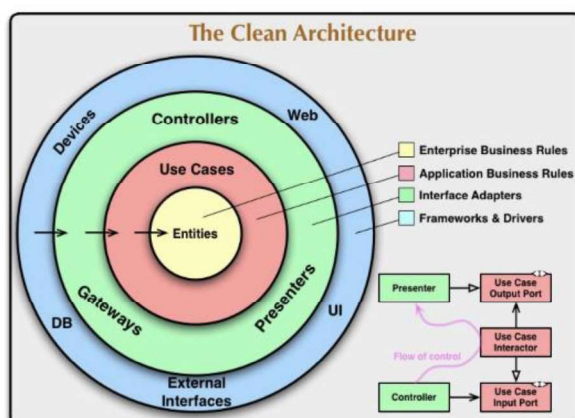 The Clean Architecture
Devices
Web
Controllers
Use Cases
Entities
Gateways
Presenters
DB
UI
External
Interfaces
Enterprise Business Rules
Application Business Rules
Interface Adapters
Frameworks & Drivers
Presenter
Use Case
Output Port
Flow of control
Use Case
Interactor
Controller
Use Case
Input Port